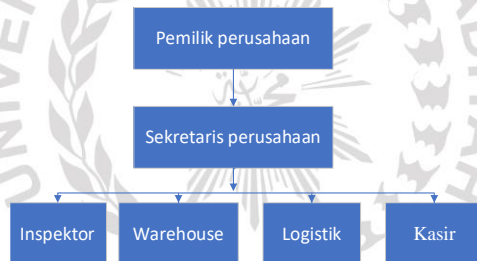 Pemilik perusahaan
Sekretaris perusahaan
Inspektor
Warehouse
Logistik
Kasir